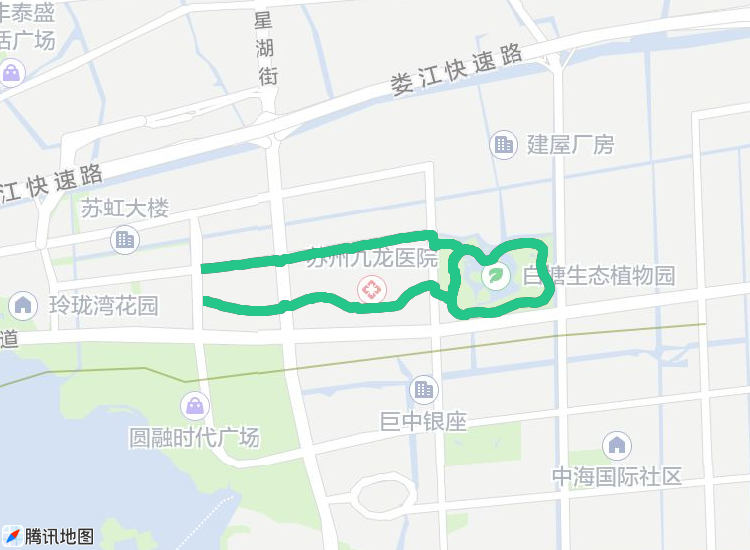 丰泰盛
活广场
星湖街
娄江快速路
建屋厂房
江快速路
苏虹大楼
苏州九龙医院
白塘生态植物园
玲珑湾花园
道
巨中银座
圆融时代广场
中海国际社区
腾讯地图